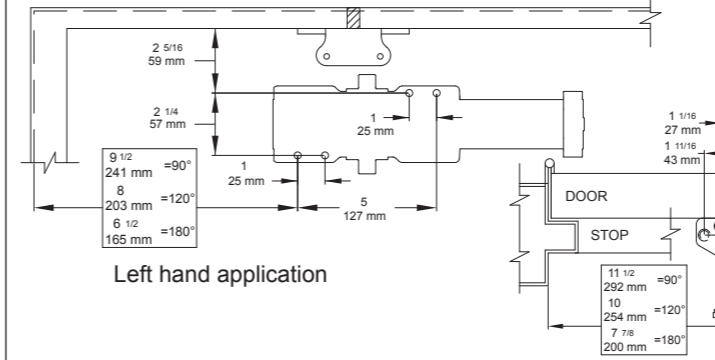 2 5/16
59 mm
2 1/4
57 mm
1
25 mm
1
25 mm
5
127 mm
9 1/2
241 mm =90°
8
203 mm =120°
6 1/2
165 mm =180°
Left hand application
1 1/16
27 mm
1 11/16
43 mm
DOOR
STOP
11 1/2
292 mm =90°
10
254 mm =120°
7 7/8
200 mm =180°